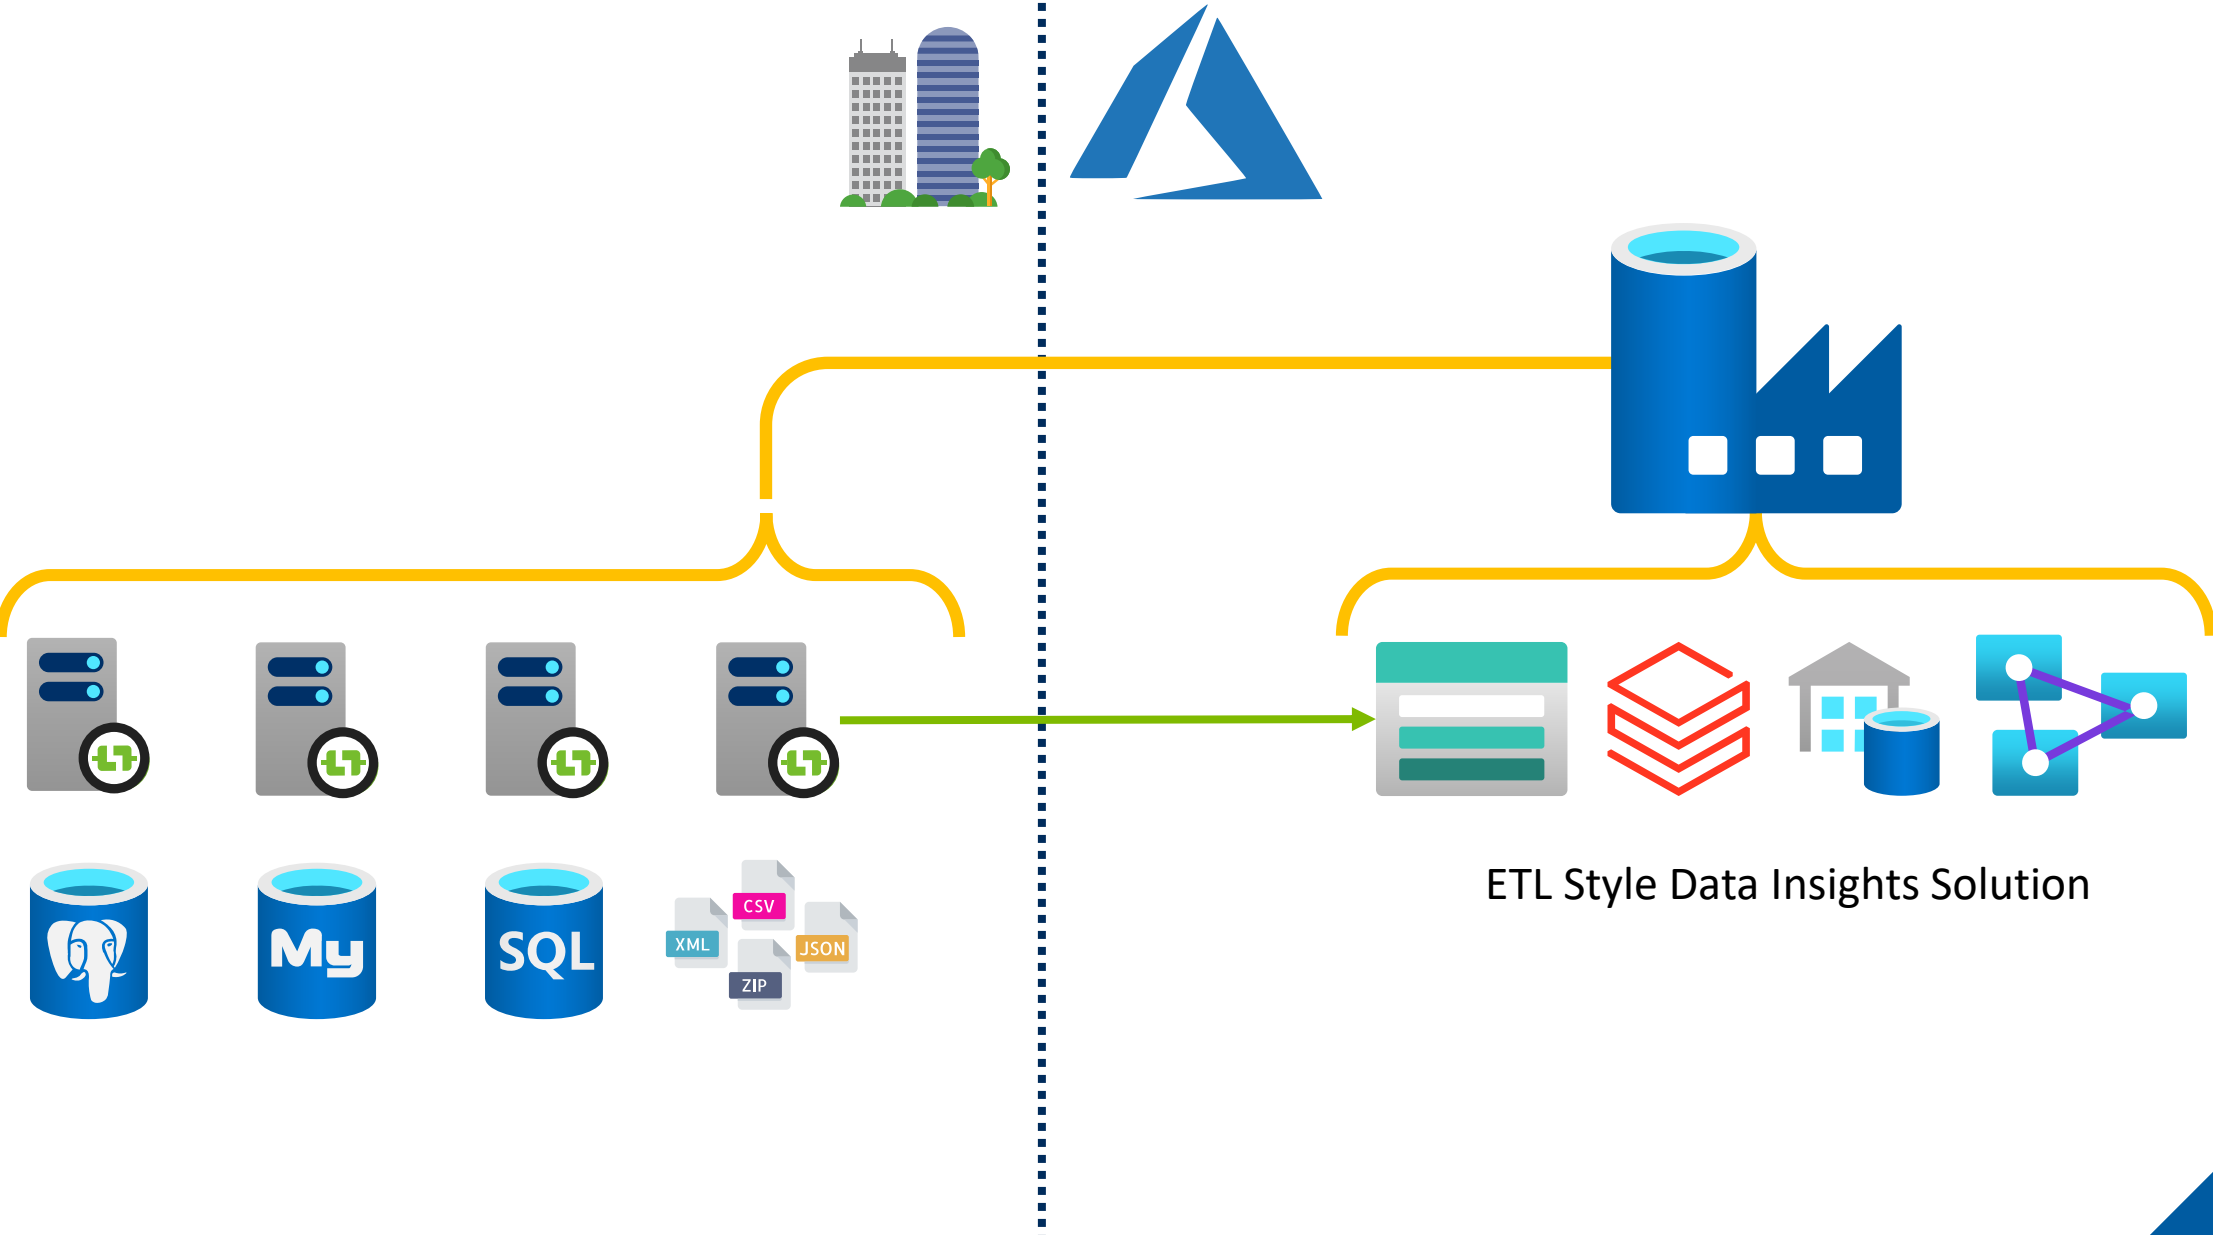 ETL Style Data Insights Solution
My
SQL
CSV
XML
JSON
ZIP